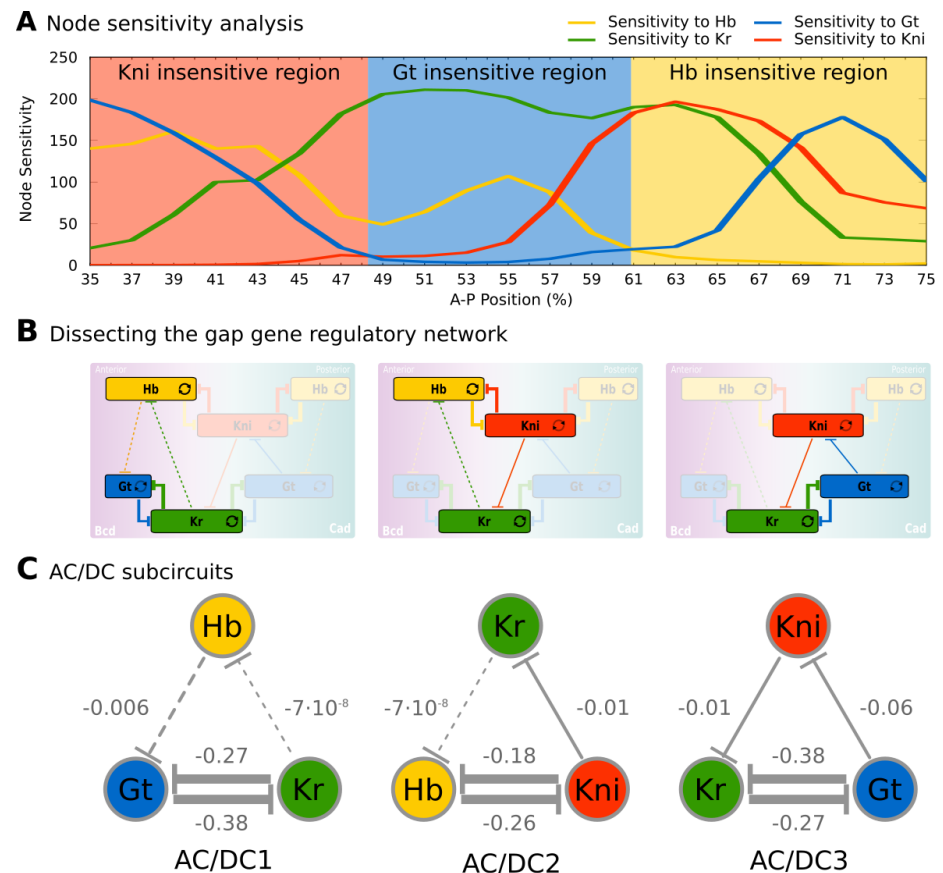 A Node sensitivity analysis
Sensitivity to Hb
Sensitivity to Gt
Sensitivity to Kr
Sensitivity to Kni
Kni insensitive region
Gt insensitive region
Hb insensitive region
Node Sensitivity
250
200
150
100
50
0
35 37 39 41 43 45 47 49 51 53 55 57 59 61 63 65 67 69 71 73 75
A-P Position (%)
B Dissecting the gap gene regulatory network
Anterior Posterior
Hb Hb
Kni
Gt Gt
Kr
Bcd Cad
Anterior Posterior
Hb Hb
Kni
Gt Gt
Kr
Bcd Cad
Anterior Posterior
Hb Hb
Kni
Gt Gt
Kr
Bcd Cad
C AC/DC subcircuits
Hb
-0.006 -7·10⁻⁸
-0.27
Gt Kr
-0.38
AC/DC1
Kr
-7·10⁻⁸ -0.01
-0.18
Hb Kni
-0.26
AC/DC2
Kni
-0.01 -0.06
-0.38
Kr Gt
-0.27
AC/DC3